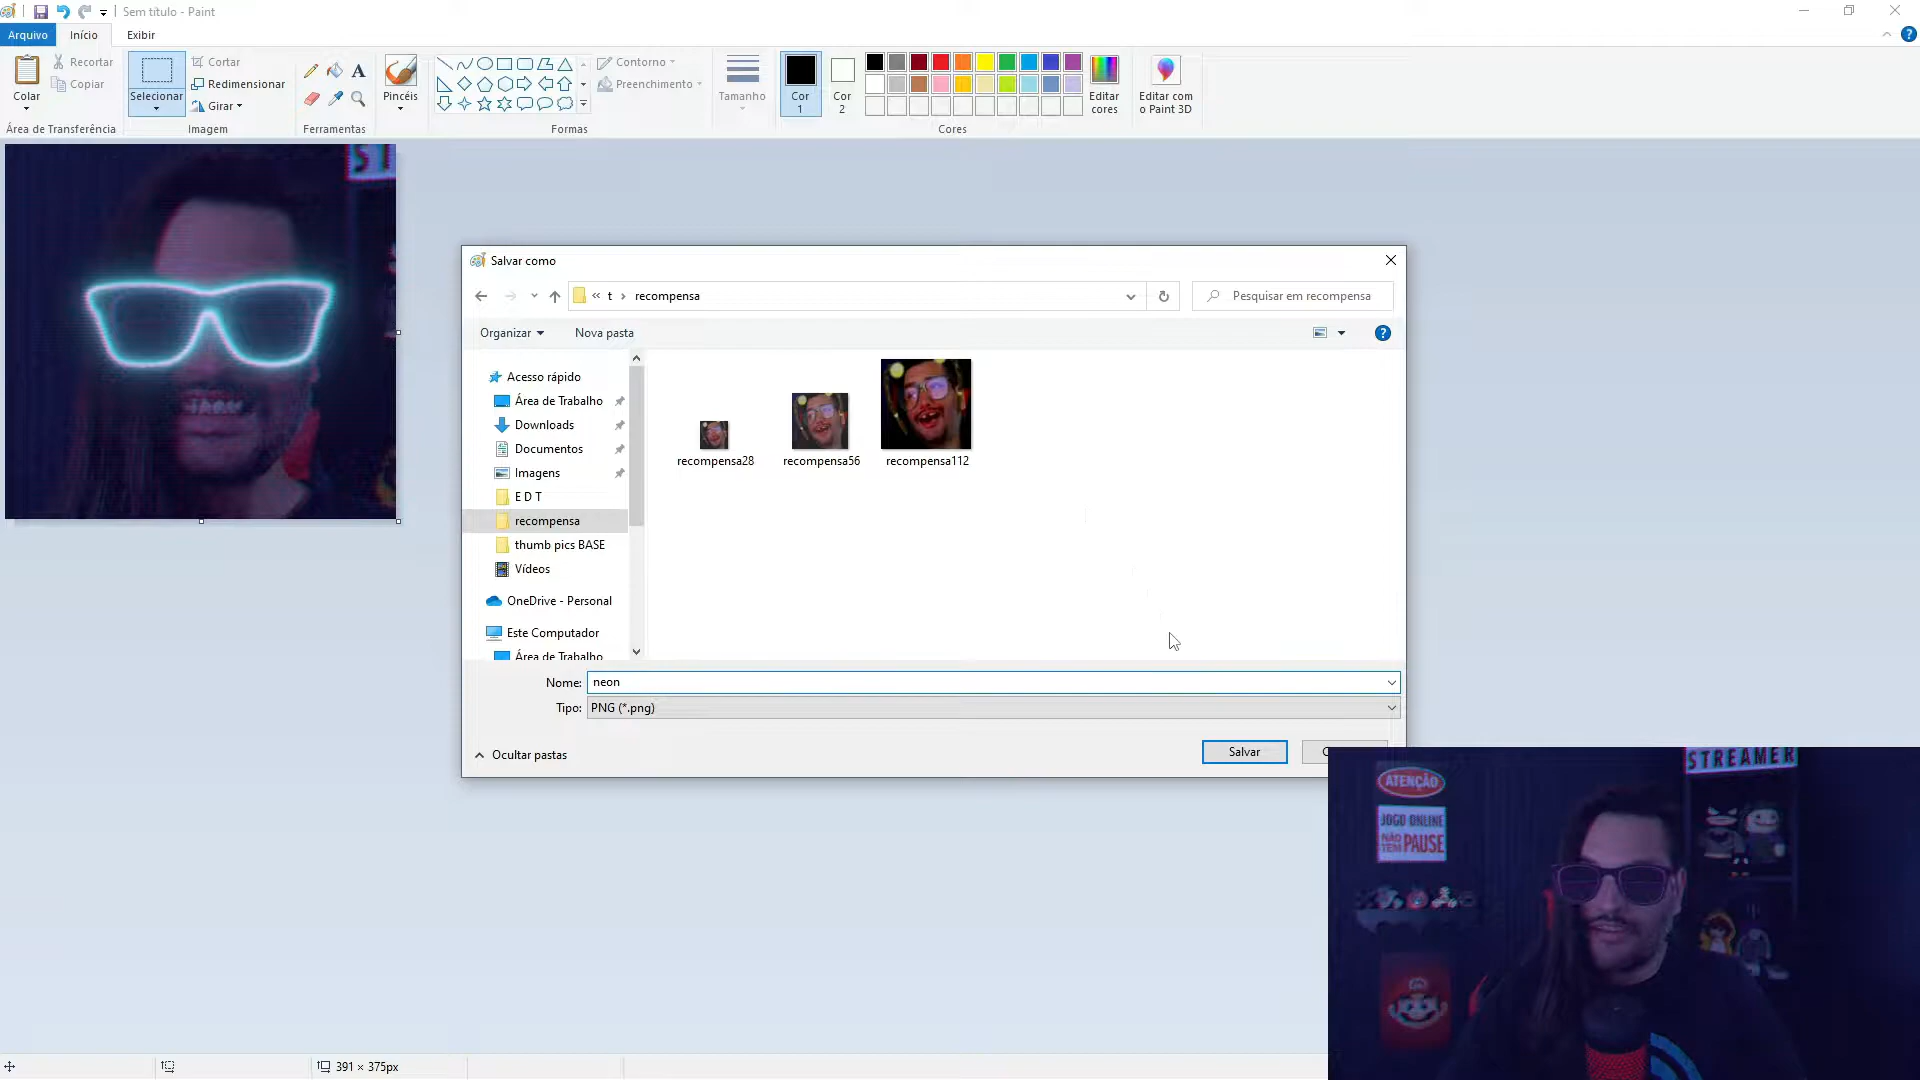 Sem título - Paint
Arquivo
Início
Exibir
Colar
Recortar
Copiar
Área de Transferência
Selecionar
Cortar
Redimensionar
Girar
Imagem
A
Ferramentas
Pincéis
Formas
Contorno
Preenchimento
Tamanho
Cor
1
Cor
2
Cores
Editar
cores
Editar com
o Paint 3D
ST
Salvar como
« t › recompensa
Pesquisar em recompensa
Organizar
Nova pasta
Acesso rápido
Área de Trabalho
Downloads
Documentos
Imagens
E D T
recompensa
thumb pics BASE
Vídeos
OneDrive - Personal
Este Computador
Área de Trabalho
recompensa28
recompensa56
recompensa112
Nome: neon
Tipo: PNG (*.png)
Ocultar pastas
Salvar
C
STREAMER
ATENÇÃO
JOGO ONLINE
NÃO
TEM PAUSE
391 × 375px